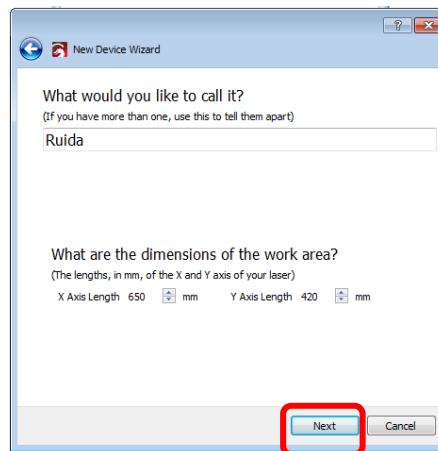 New Device Wizard
What would you like to call it?
(If you have more than one, use this to tell them apart)
Ruida
What are the dimensions of the work area?
(The lengths, in mm, of the X and Y axis of your laser)
X Axis Length 650 mm Y Axis Length 420 mm
Next Cancel